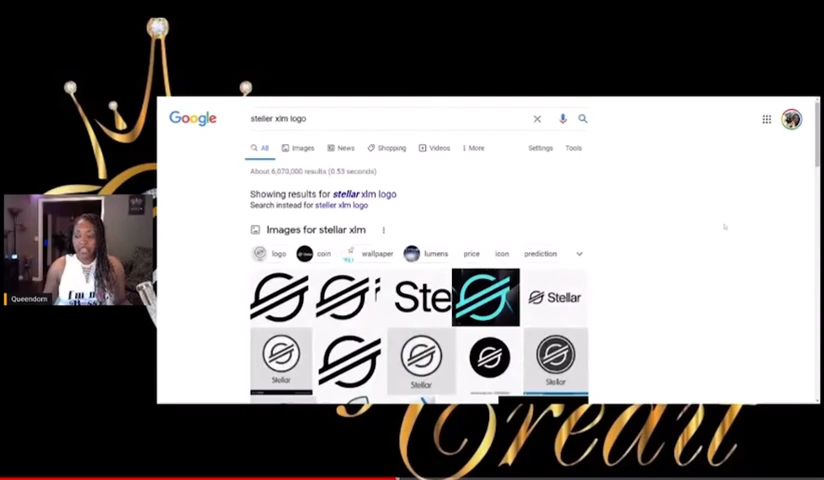 Google
steller xlm logo
All Images News Shopping Videos More Settings Tools
About 6,070,000 results (0.53 seconds)
Showing results for stellar xlm logo
Search instead for steller xlm logo
Images for stellar xlm
logo coin wallpaper lumens price icon prediction
Ste
Stellar
Stellar
Stellar
Stellar
Queendom
I'm
Credit